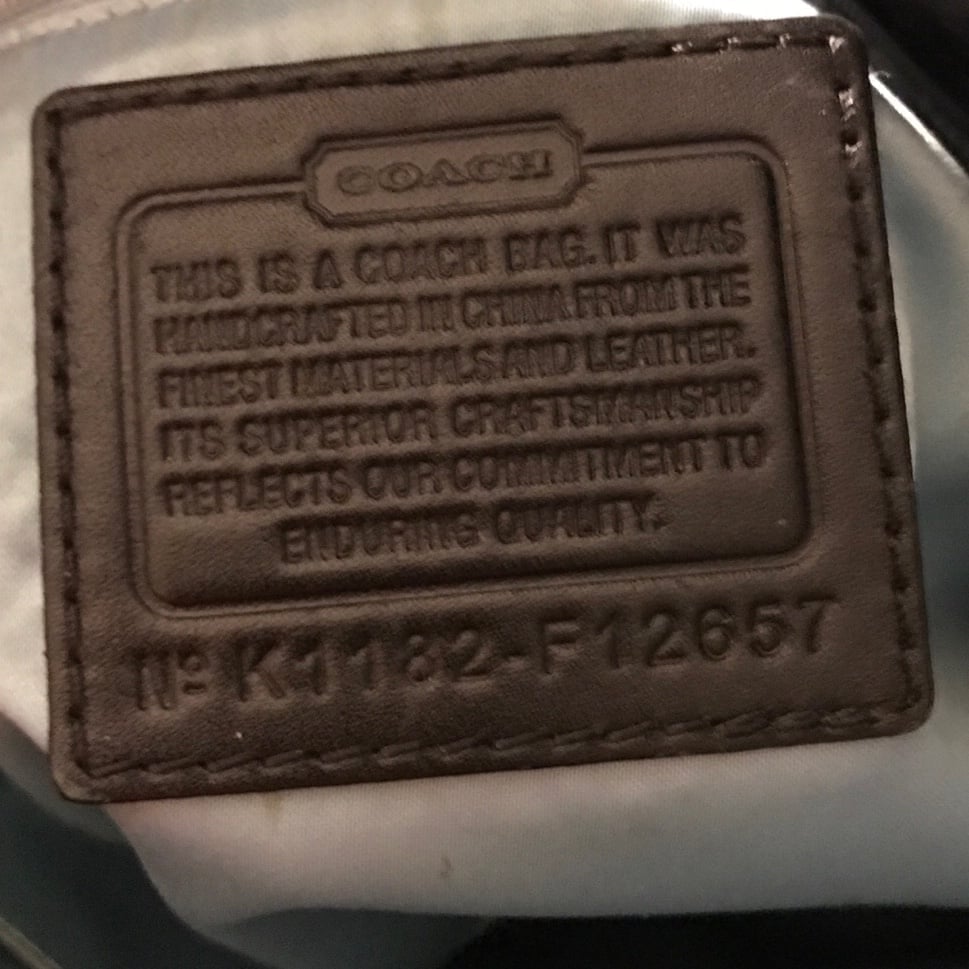 COACH
THIS IS A COACH BAG. IT WAS
HANDCRAFTED IN CHINA FROM THE
FINEST MATERIALS AND LEATHER.
ITS SUPERIOR CRAFTSMANSHIP
REFLECTS OUR COMMITMENT TO
ENDURING QUALITY.
Nº K1182-F12657